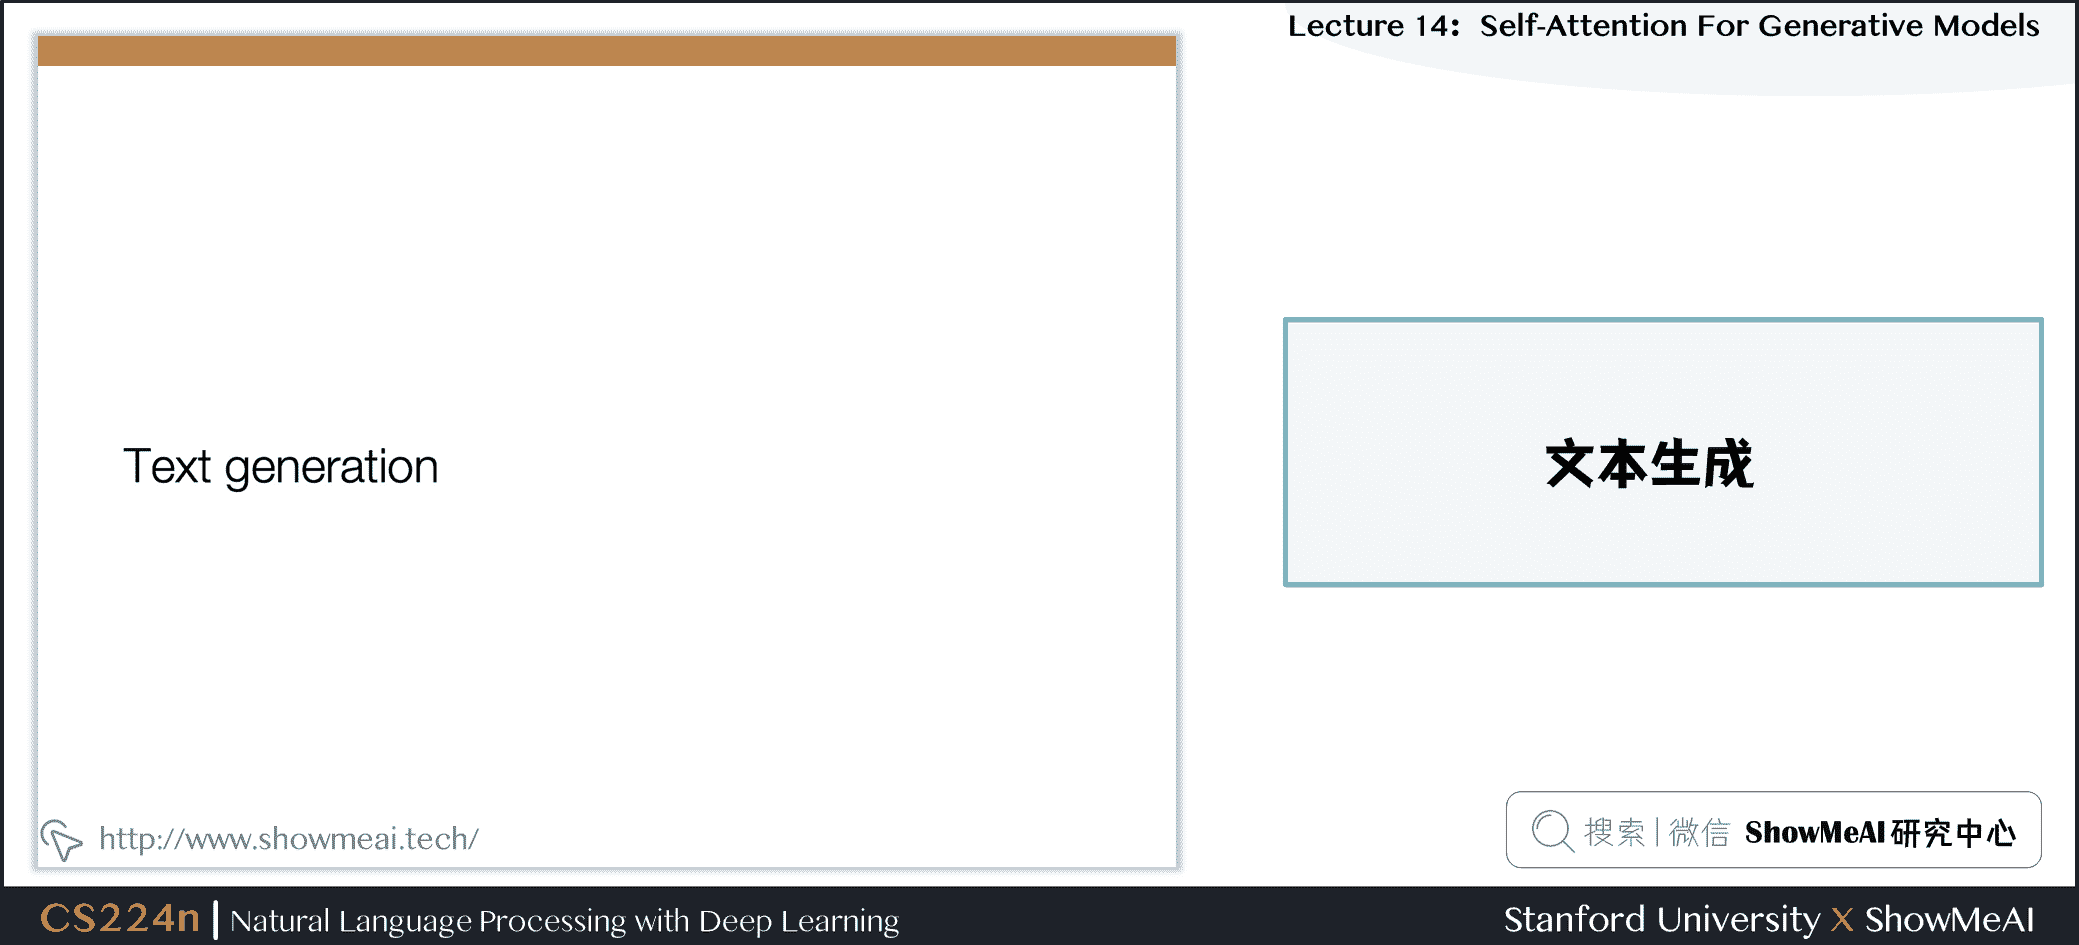 Lecture 14: Self-Attention For Generative Models
Text generation
文本生成
http://www.showmeai.tech/
搜索|微信 ShowMeAI研究中心
CS224n | Natural Language Processing with Deep Learning
Stanford University X ShowMeAI